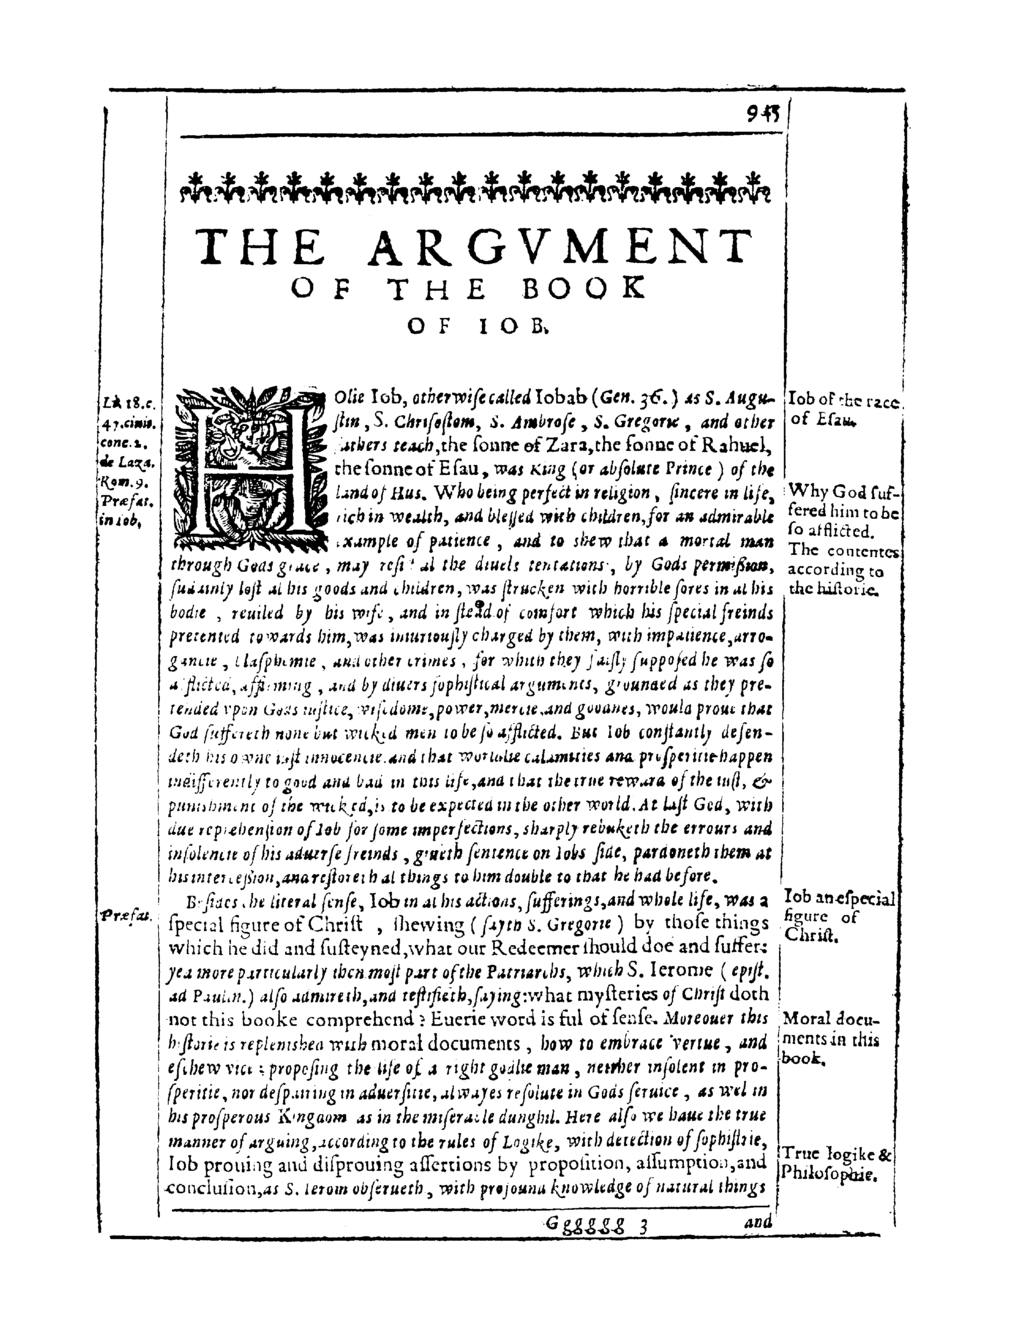 943
THE ARGVMENT
OF THE BOOK
OF IOB.
Li. 18.c.
47.ciuit.
conc. 2.
de Laza.
Rom. 9.
Præfat.
in Iob.
HOlie Iob, otherwise called Iobab (Gen. 36.) as S. Augu-
stin, S. Chrisostom, S. Ambrose, S. Gregorie, and other
fathers teach, the sonne of Zara, the sonne of Rahuel,
the sonne of Esau, was King (or absolute Prince) of the
Land of Hus. Who being perfect in religion, sincere in life,
rich in wealth, and blessed with children, for an admirable
example of patience, and to shew that a mortal man
through Gods grace, may resist al the diuels tentations, by Gods permission,
sudainly lost al his goods and children, was strucken with horrible sores in al his
bodie, reuiled by his wife, and in stead of comfort which his special freinds
pretented towards him, was iniuriously charged by them, with impatience, arro-
gancie, blasphemie, and other crimes, for which they falsly supposed he was so
afflicted, affirming, and by diuers sophistical arguments, grounded as they pre-
tended vpon Gods iustice, wisdome, power, mercie, and goodnes, would proue that
God suffereth none but wicked men to be so afflicted. But Iob constantly defen-
deth his owne iust innocencie, and that worldlie calamities and prosperitie happen
indifferently to good and bad in this life, and that the true reward of the iust, &
punishment of the wicked, is to be expected in the other world. At last God, with
due reprehension of Iob for some imperfections, sharply rebuketh the errours and
insolencie of his aduerse freinds, giueth sentence on Iobs side, pardoneth them at
his intercession, and restoreth al things to him double to that he had before.
Iob of the race
of Esau.
Why God suf-
fered him to be
so afflicted.
The contentes
according to
the historie.
Præfat.
Besides the literal sense, Iob in al his actions, sufferings, and whole life, was a
special figure of Christ, shewing (sayth S. Gregorie) by those things
which he did and susteyned, what our Redeemer should doe and suffer:
yea more particularly then most part of the Patriarchs, which S. Ierome (epist.
ad Paulin.) also admireth, and testifieth, saying: what mysteries of Christ doth
not this booke comprehend? Euerie word is ful of sense. Moreouer this
historie is replenished with moral documents, how to embrace vertue, and
eschew vice: proposing the life of a right godlie man, neither insolent in pro-
speritie, nor despairing in aduersitie, alwayes resolute in Gods seruice, as wel in
his prosperous Kingdom as in the miserable dunghil. Here also we haue the true
manner of arguing, according to the rules of Logike, with detection of sophistrie,
Iob prouing and disprouing assertions by proposition, assumption, and
conclusion, as S. Ierom obserueth, with profound knowledge of natural things
Iob an especial
figure of
Christ.
Moral docu-
ments in this
book.
True logike &
Philosophie.
Gggggg 3
and